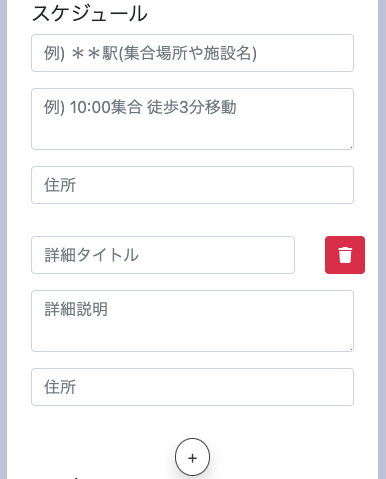 スケジュール
例) ＊＊駅(集合場所や施設名)
例) 10:00集合 徒歩3分移動
住所
詳細タイトル
詳細説明
住所
+